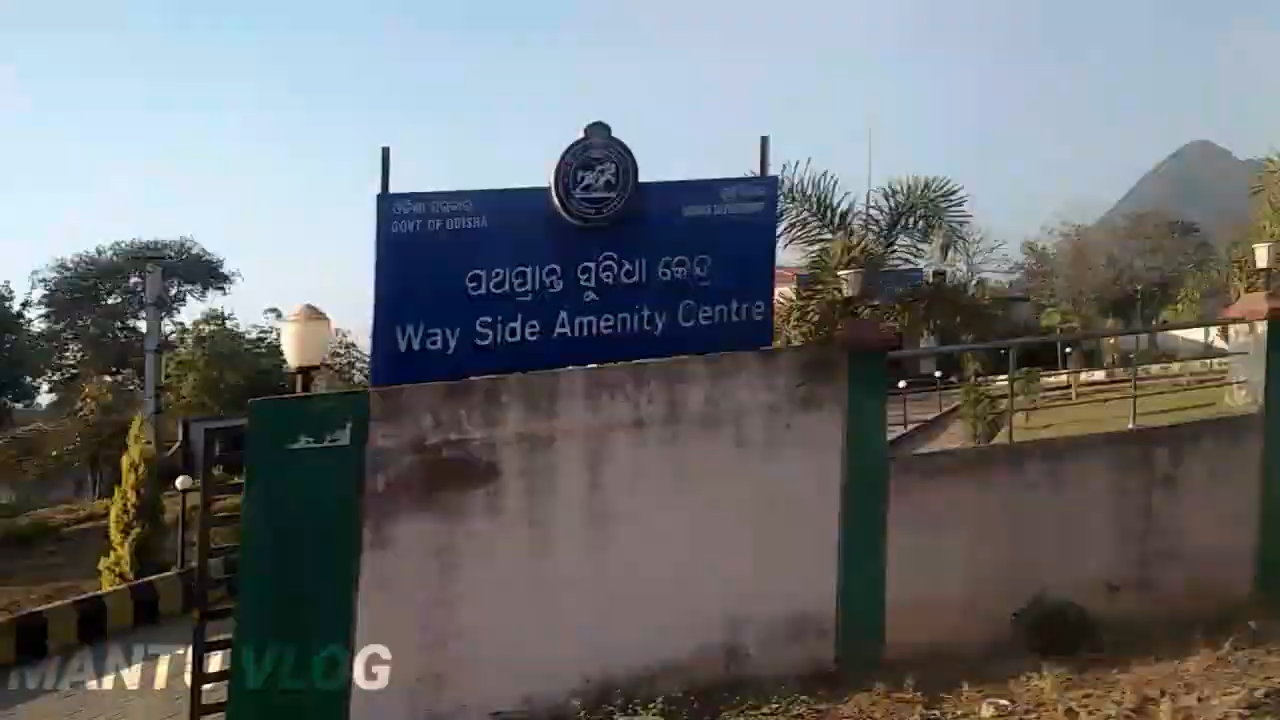 ଓଡ଼ିଶା ସରକାର
GOVT OF ODISHA
ପଥପ୍ରାନ୍ତ ସୁବିଧା କେନ୍ଦ୍ର
Way Side Amenity Centre
MANTU VLOG